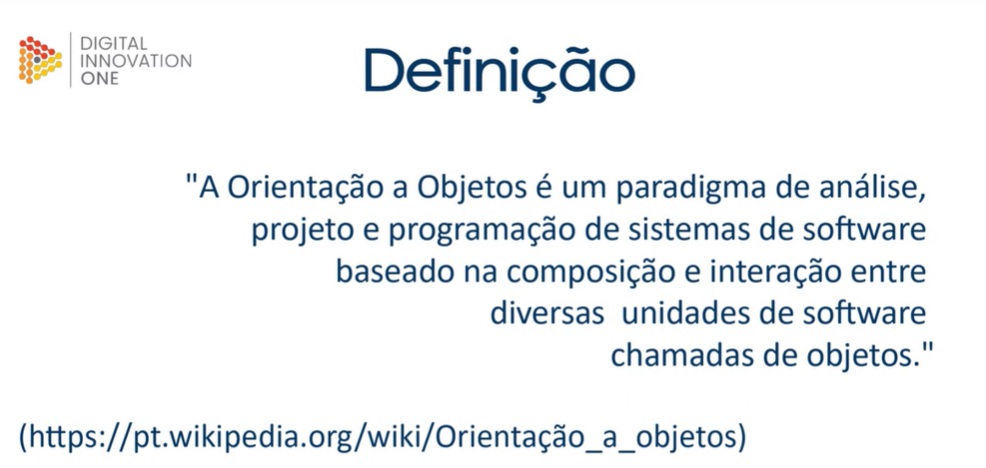 DIGITAL
INNOVATION
ONE
Definição
"A Orientação a Objetos é um paradigma de análise,
projeto e programação de sistemas de software
baseado na composição e interação entre
diversas  unidades de software
chamadas de objetos."
(https://pt.wikipedia.org/wiki/Orientação_a_objetos)